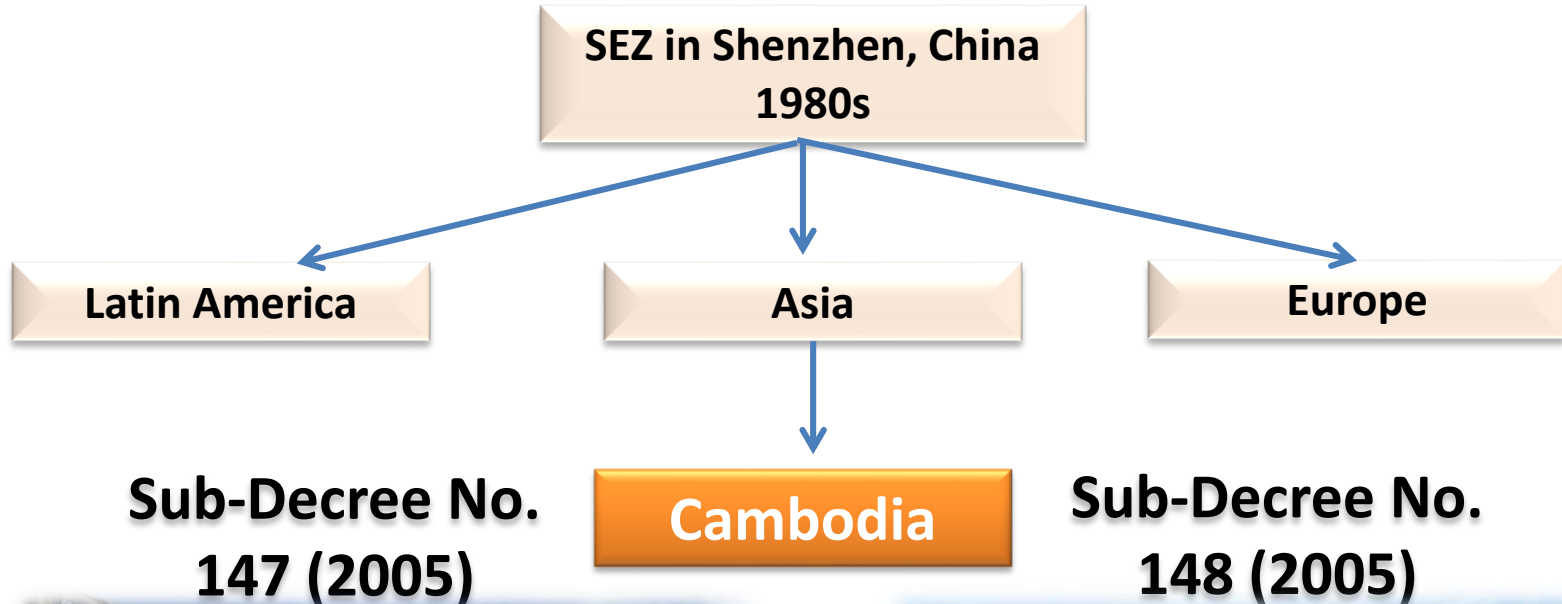 SEZ in Shenzhen, China
1980s
Latin America
Asia
Europe
Sub-Decree No.
147 (2005)
Cambodia
Sub-Decree No.
148 (2005)